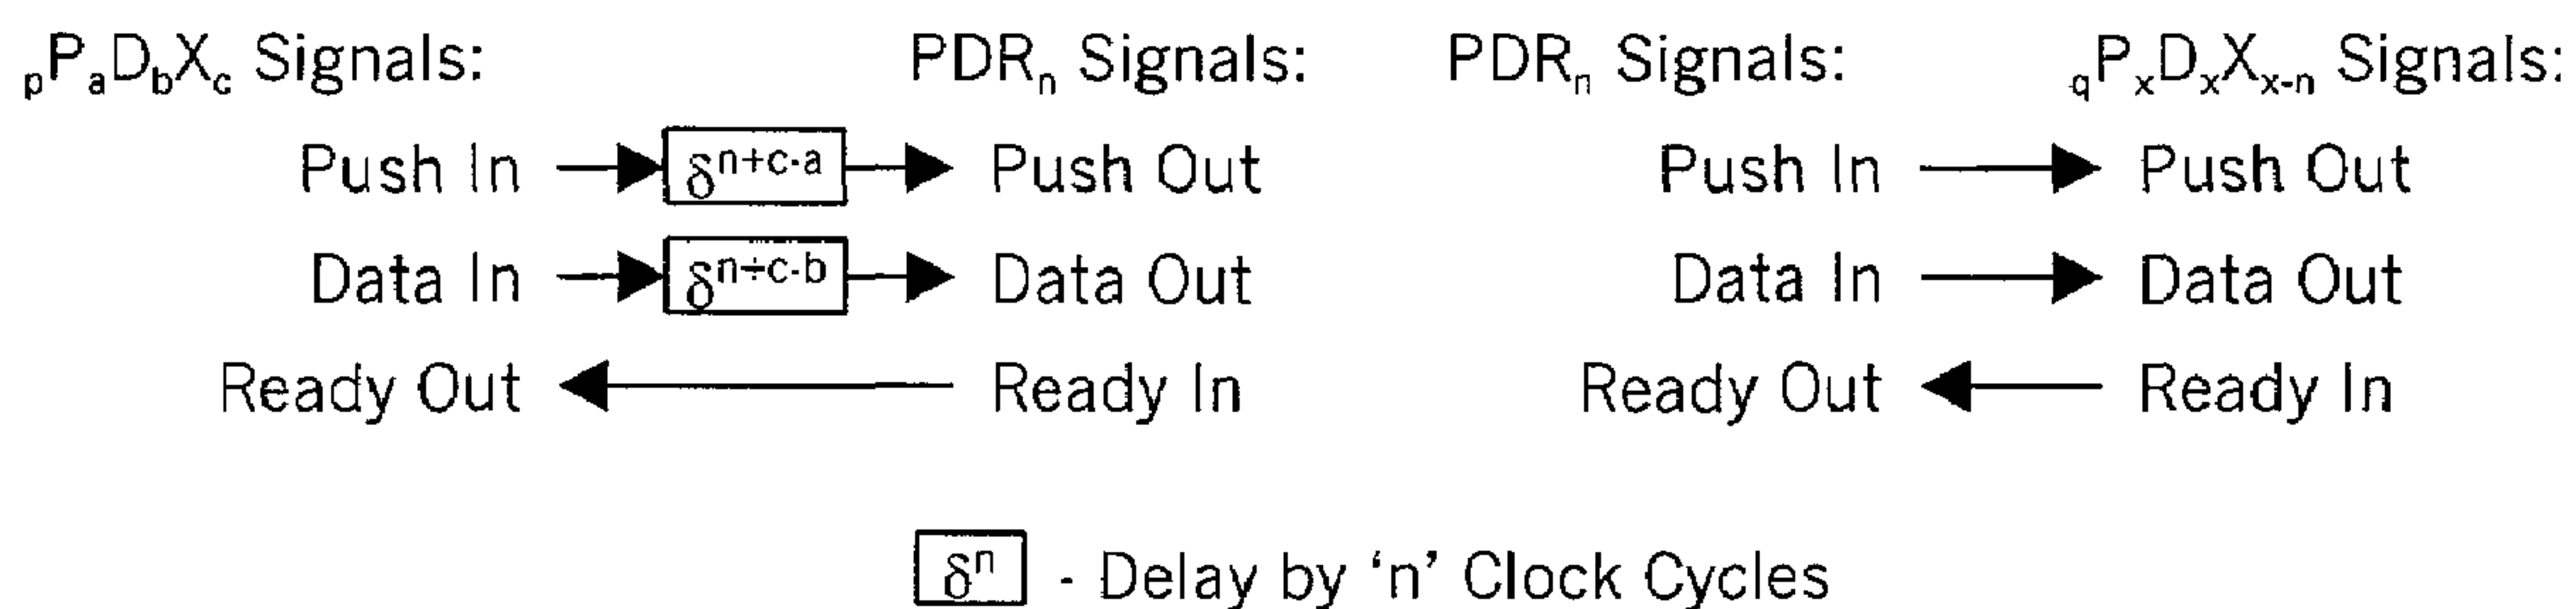 pPaDbXc Signals: PDRn Signals: PDRn Signals: qPxDxXx-n Signals:
Push In δn+c-a Push Out Push In Push Out
Data In δn÷c-b Data Out Data In Data Out
Ready Out Ready In Ready Out Ready In
δn - Delay by ‘n’ Clock Cycles